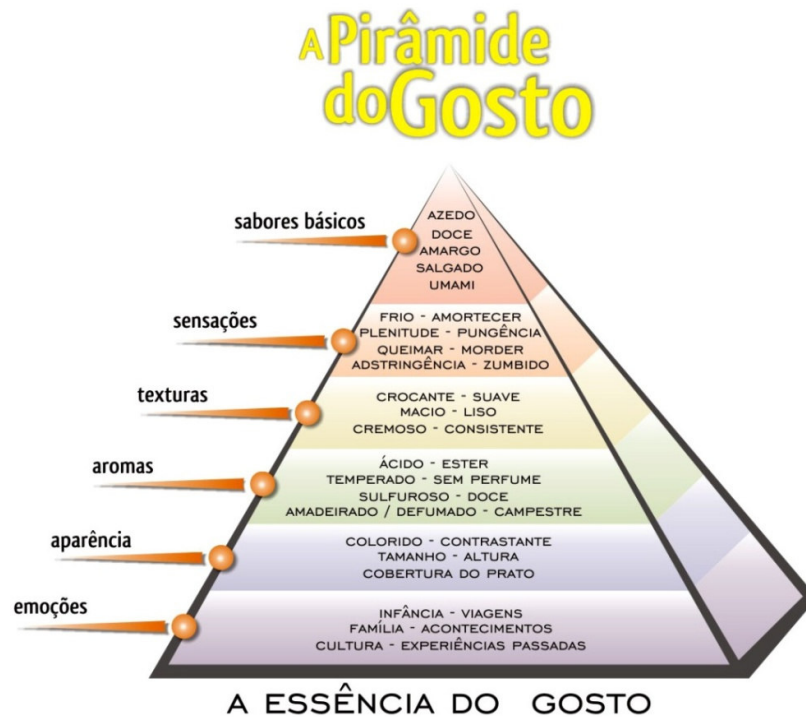 A Pirâmide
do Gosto
sabores básicos
AZEDO
DOCE
AMARGO
SALGADO
UMAMI
sensações
FRIO - AMORTECER
PLENITUDE - PUNGÊNCIA
QUEIMAR - MORDER
ADSTRINGÊNCIA - ZUMBIDO
texturas
CROCANTE - SUAVE
MACIO - LISO
CREMOSO - CONSISTENTE
aromas
ÁCIDO - ESTER
TEMPERADO - SEM PERFUME
SULFUROSO - DOCE
AMADEIRADO / DEFUMADO - CAMPESTRE
aparência
COLORIDO - CONTRASTANTE
TAMANHO - ALTURA
COBERTURA DO PRATO
emoções
INFÂNCIA - VIAGENS
FAMÍLIA - ACONTECIMENTOS
CULTURA - EXPERIÊNCIAS PASSADAS
A ESSÊNCIA DO GOSTO